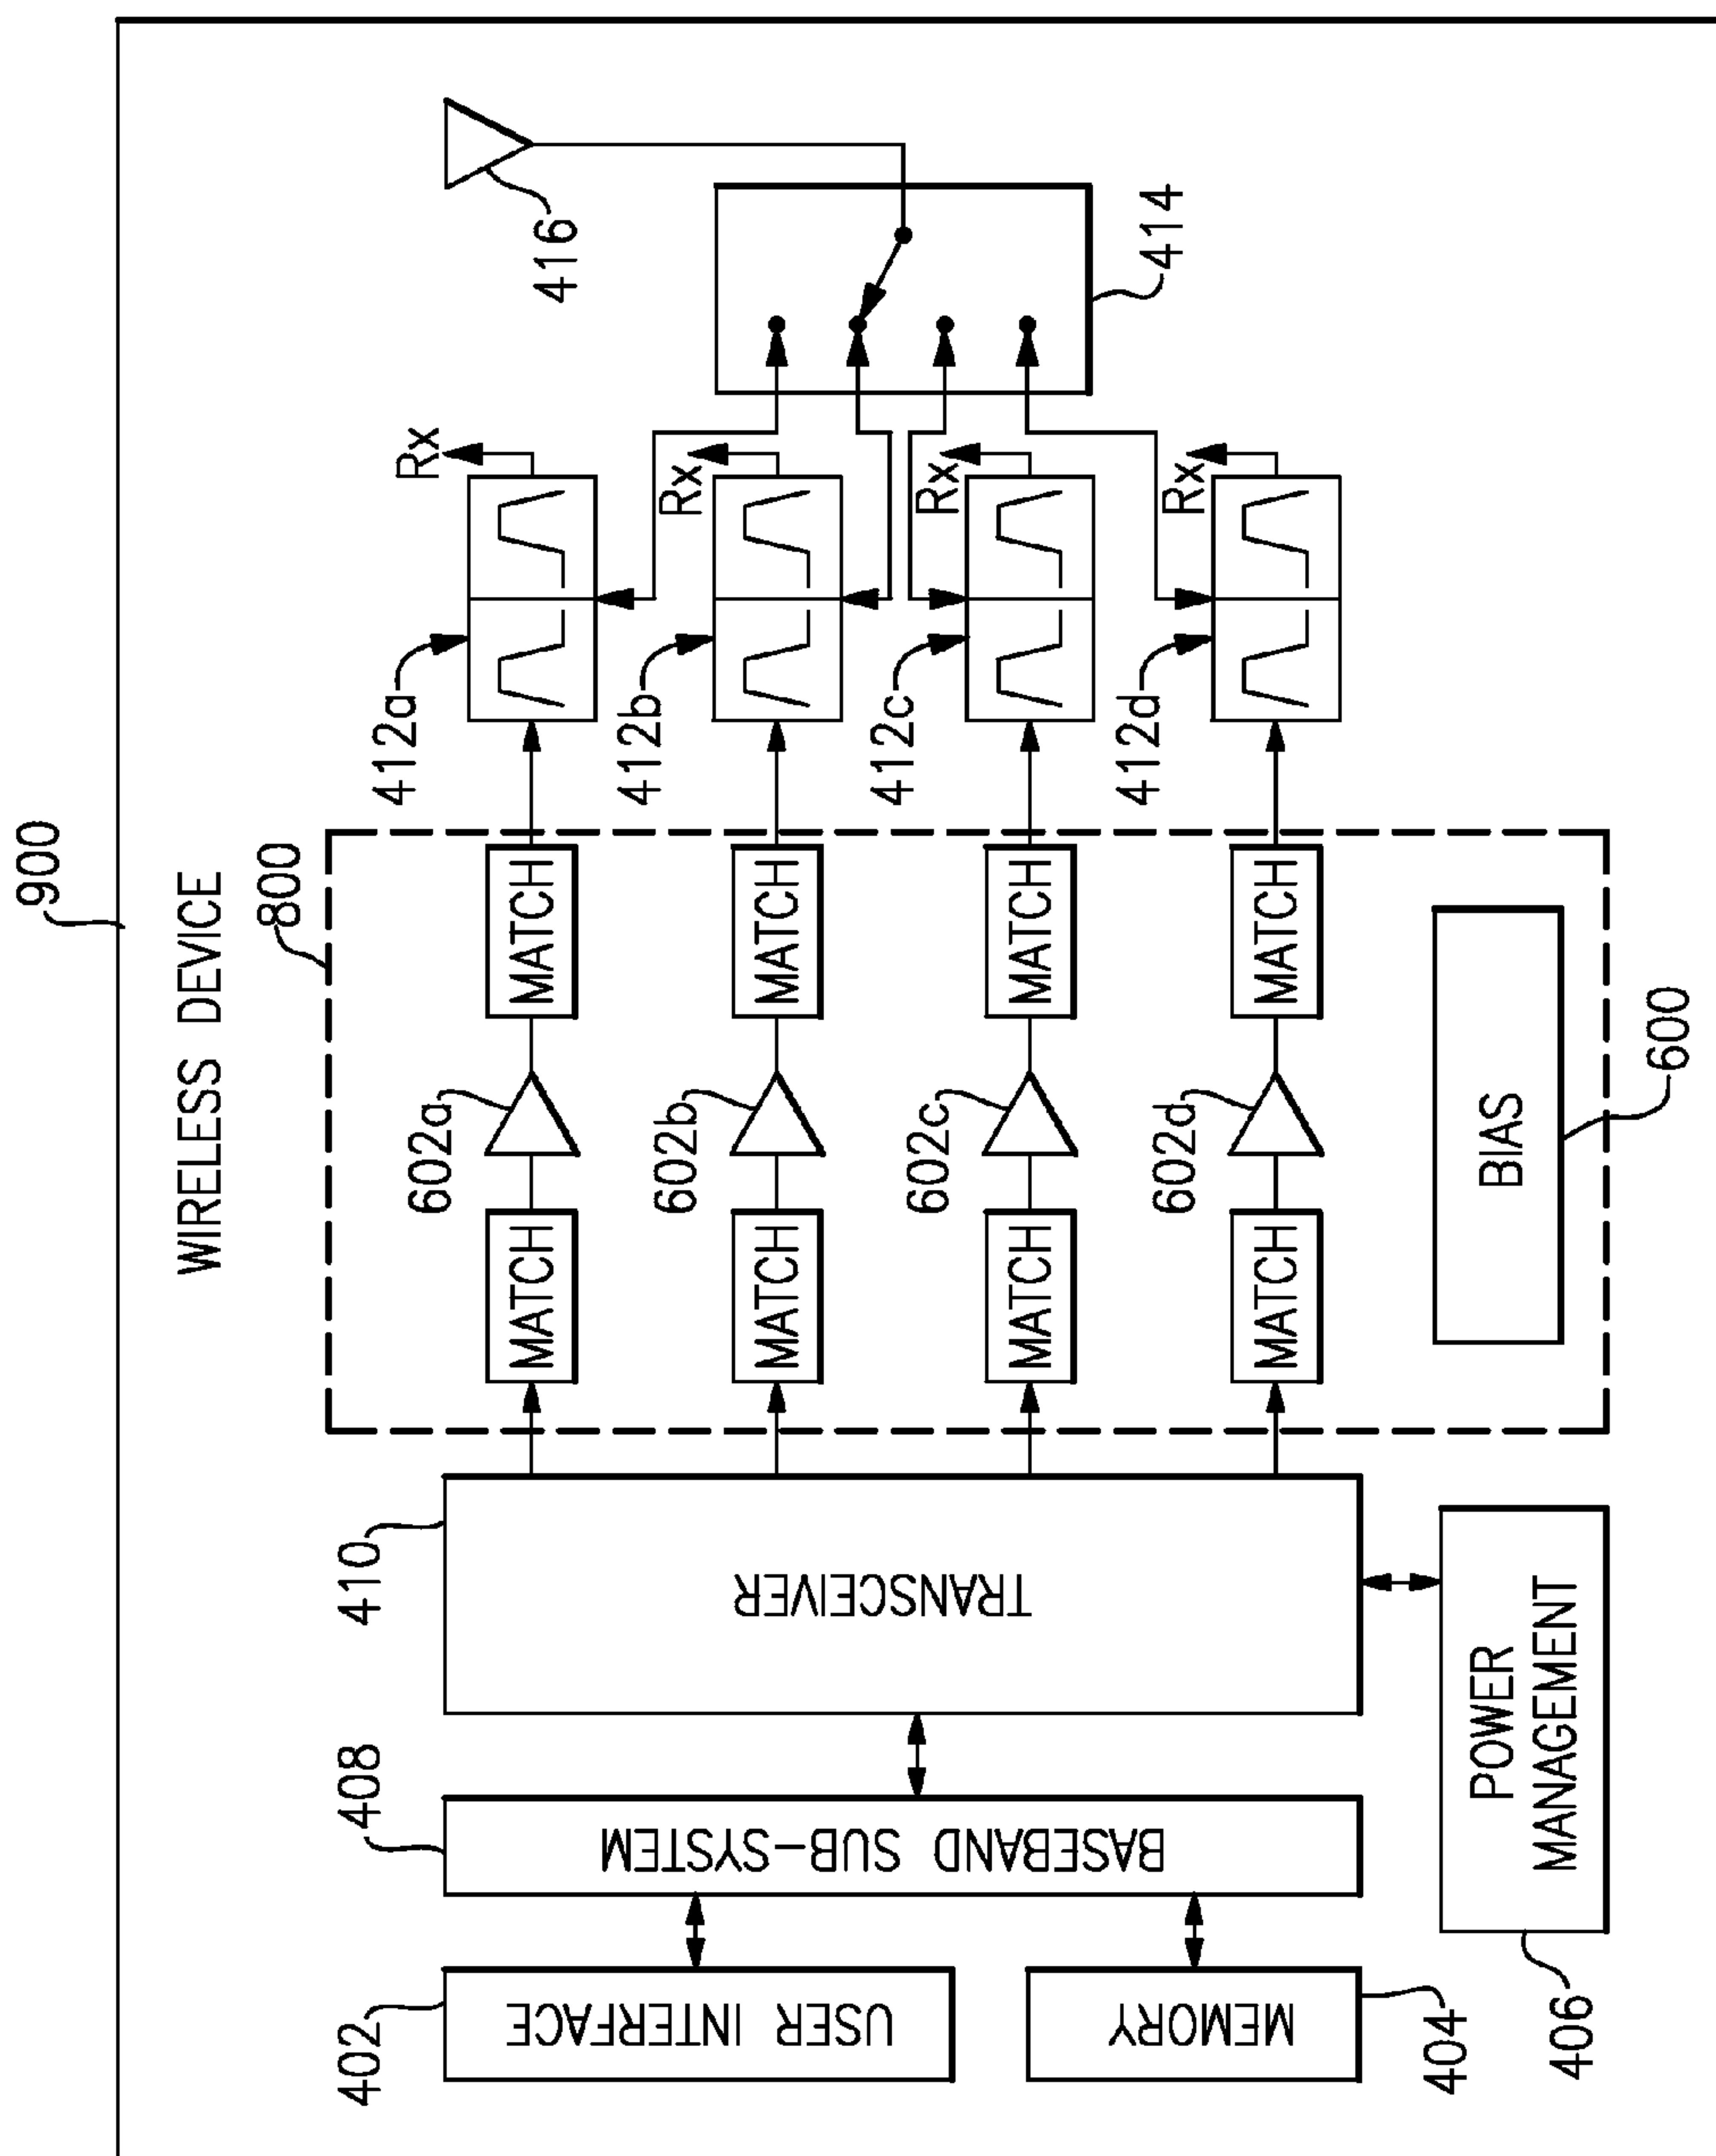 900
WIRELESS DEVICE
800
402
USER INTERFACE
MEMORY
404
408
BASEBAND SUB-SYSTEM
410
TRANSCEIVER
POWER
MANAGEMENT
406
MATCH
602a
MATCH
412a
Rx
MATCH
602b
MATCH
412b
Rx
MATCH
602c
MATCH
412c
Rx
MATCH
602d
MATCH
412d
Rx
BIAS
600
416
414